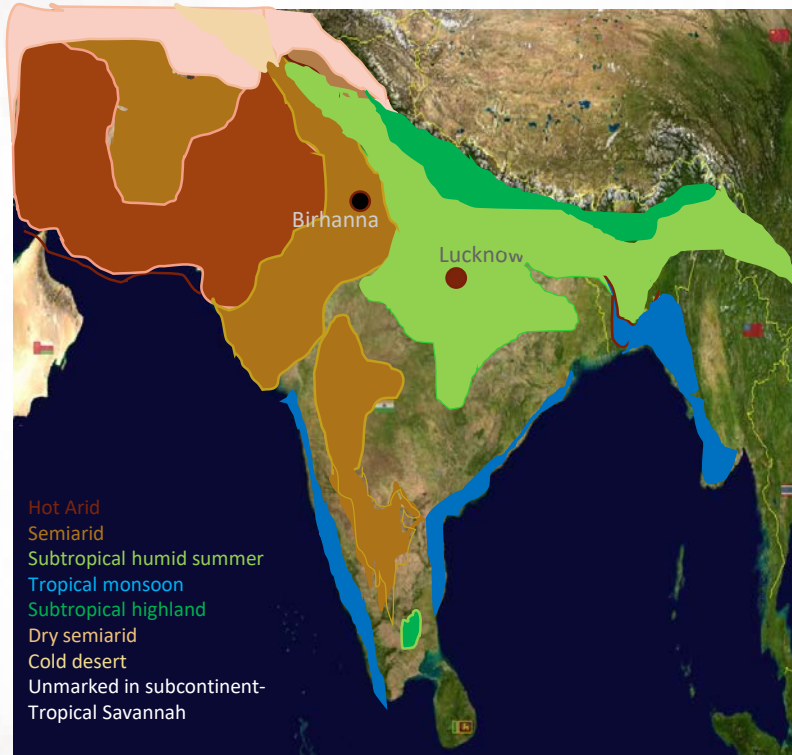 Birhanna
Lucknow
Hot Arid
Semiarid
Subtropical humid summer
Tropical monsoon
Subtropical highland
Dry semiarid
Cold desert
Unmarked in subcontinent-
Tropical Savannah